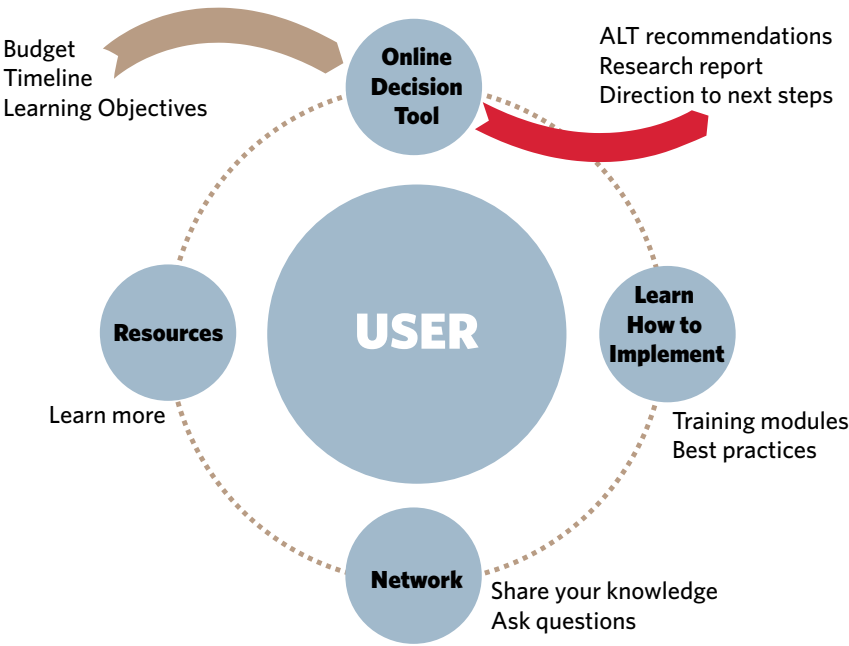 Budget
Timeline
Learning Objectives
Online
Decision
Tool
ALT recommendations
Research report
Direction to next steps
Resources
Learn more
USER
Learn
How to
Implement
Training modules
Best practices
Network
Share your knowledge
Ask questions